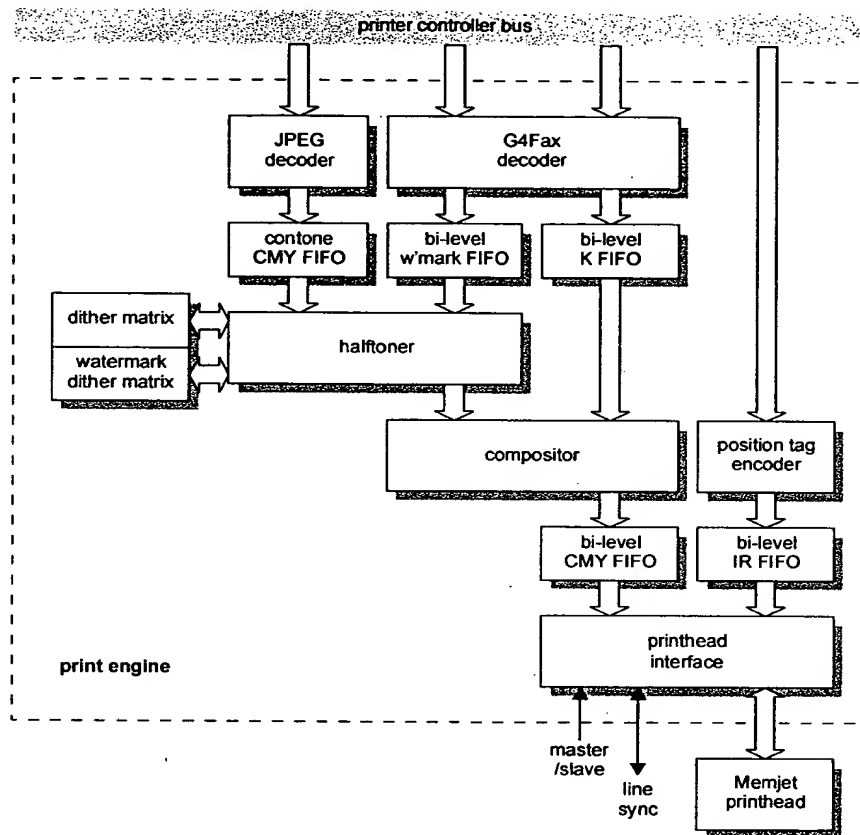 printer controller bus
JPEG
decoder
G4Fax
decoder
contone
CMY FIFO
bi-level
w'mark FIFO
bi-level
K FIFO
dither matrix
watermark
dither matrix
halftoner
compositor
position tag
encoder
bi-level
CMY FIFO
bi-level
IR FIFO
printhead
interface
print engine
master
/slave
line
sync
Memjet
printhead